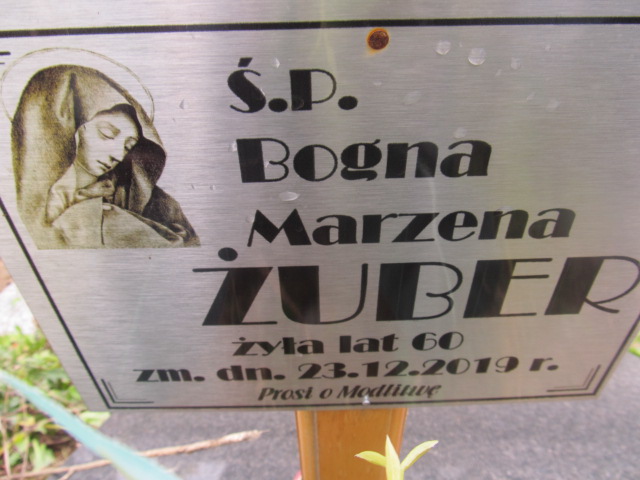 Ś.P.
Bogna
Marzena
ŻUBER
żyła lat 60
zm. dn. 23.12.2019 r.
Prosi o Modlitwę